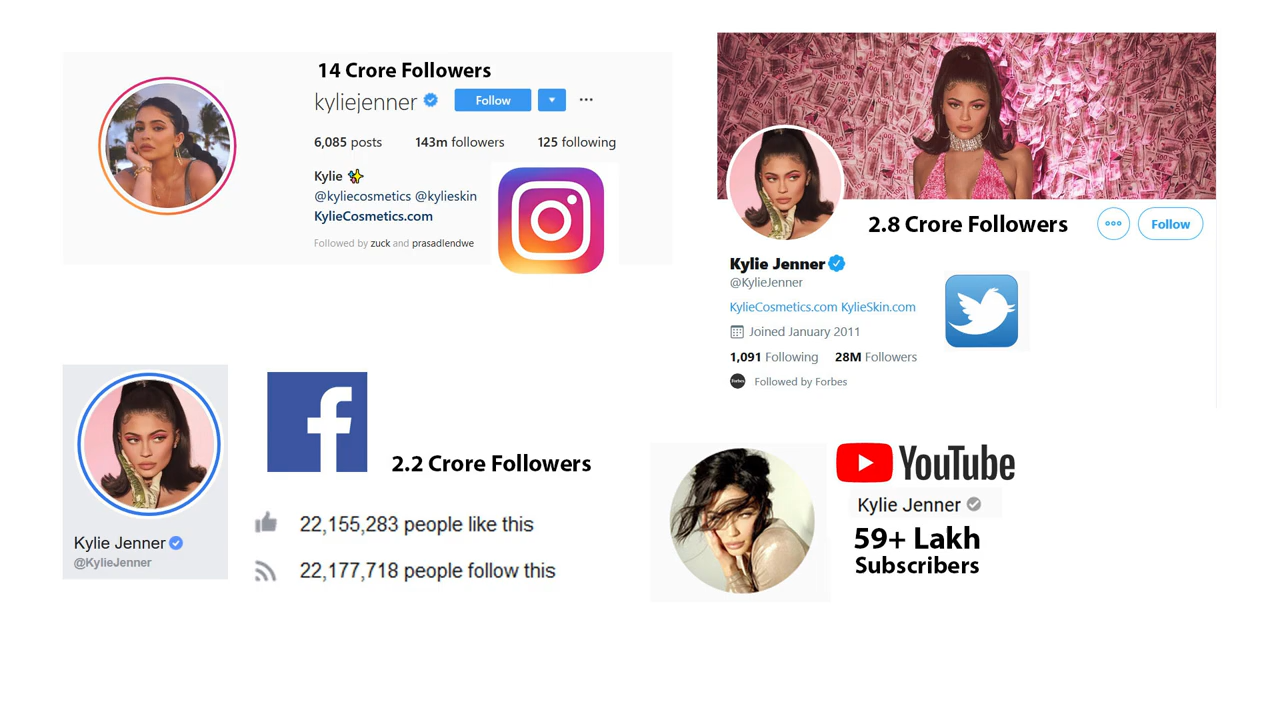 14 Crore Followers
kyliejenner Follow
6,085 posts 143m followers 125 following
Kylie ✨
@kyliecosmetics @kylieskin
KylieCosmetics.com
Followed by zuck and prasadlendwe
2.8 Crore Followers
Follow
Kylie Jenner
@KylieJenner
KylieCosmetics.com KylieSkin.com
Joined January 2011
1,091 Following 28M Followers
Forbes Followed by Forbes
Kylie Jenner
@KylieJenner
f
2.2 Crore Followers
22,155,283 people like this
22,177,718 people follow this
YouTube
Kylie Jenner
59+ Lakh
Subscribers